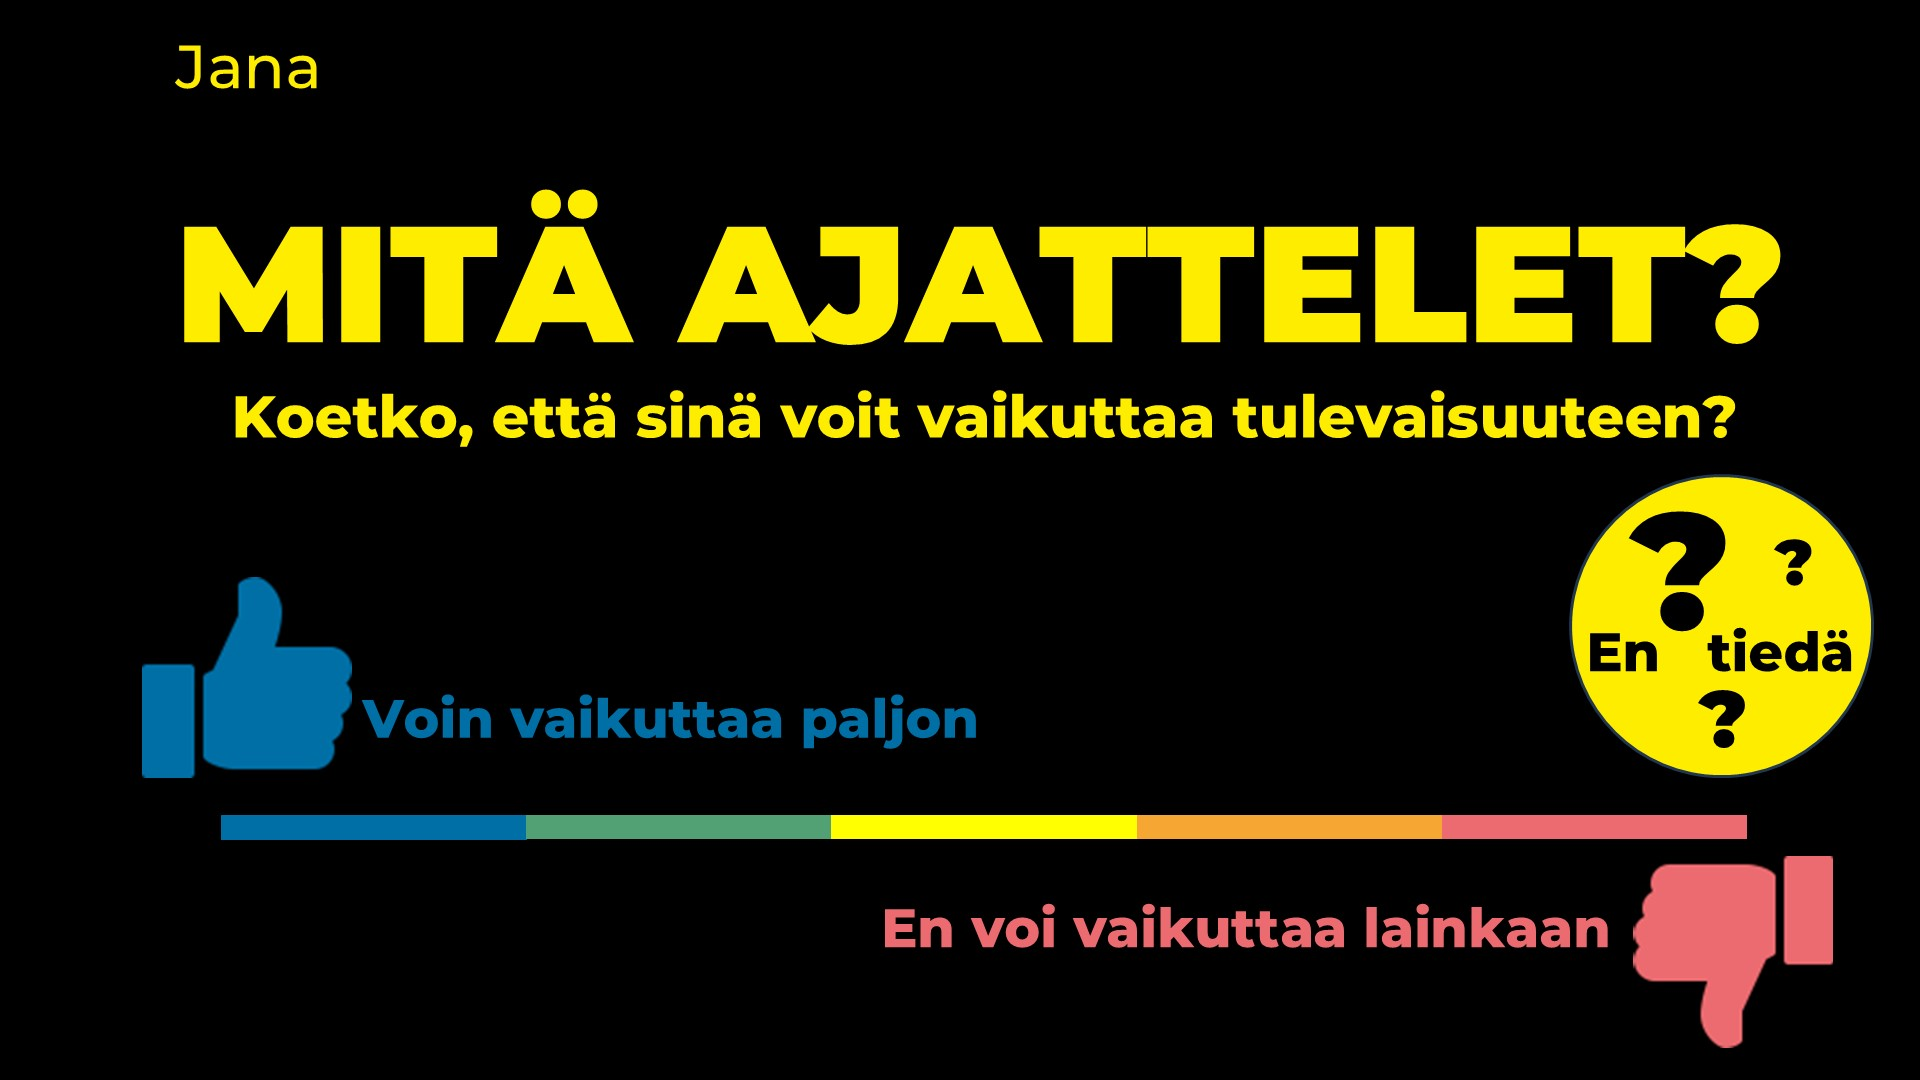 Jana
MITÄ AJATTELET?
Koetko, että sinä voit vaikuttaa tulevaisuuteen?
? ?
En tiedä
?
Voin vaikuttaa paljon
En voi vaikuttaa lainkaan